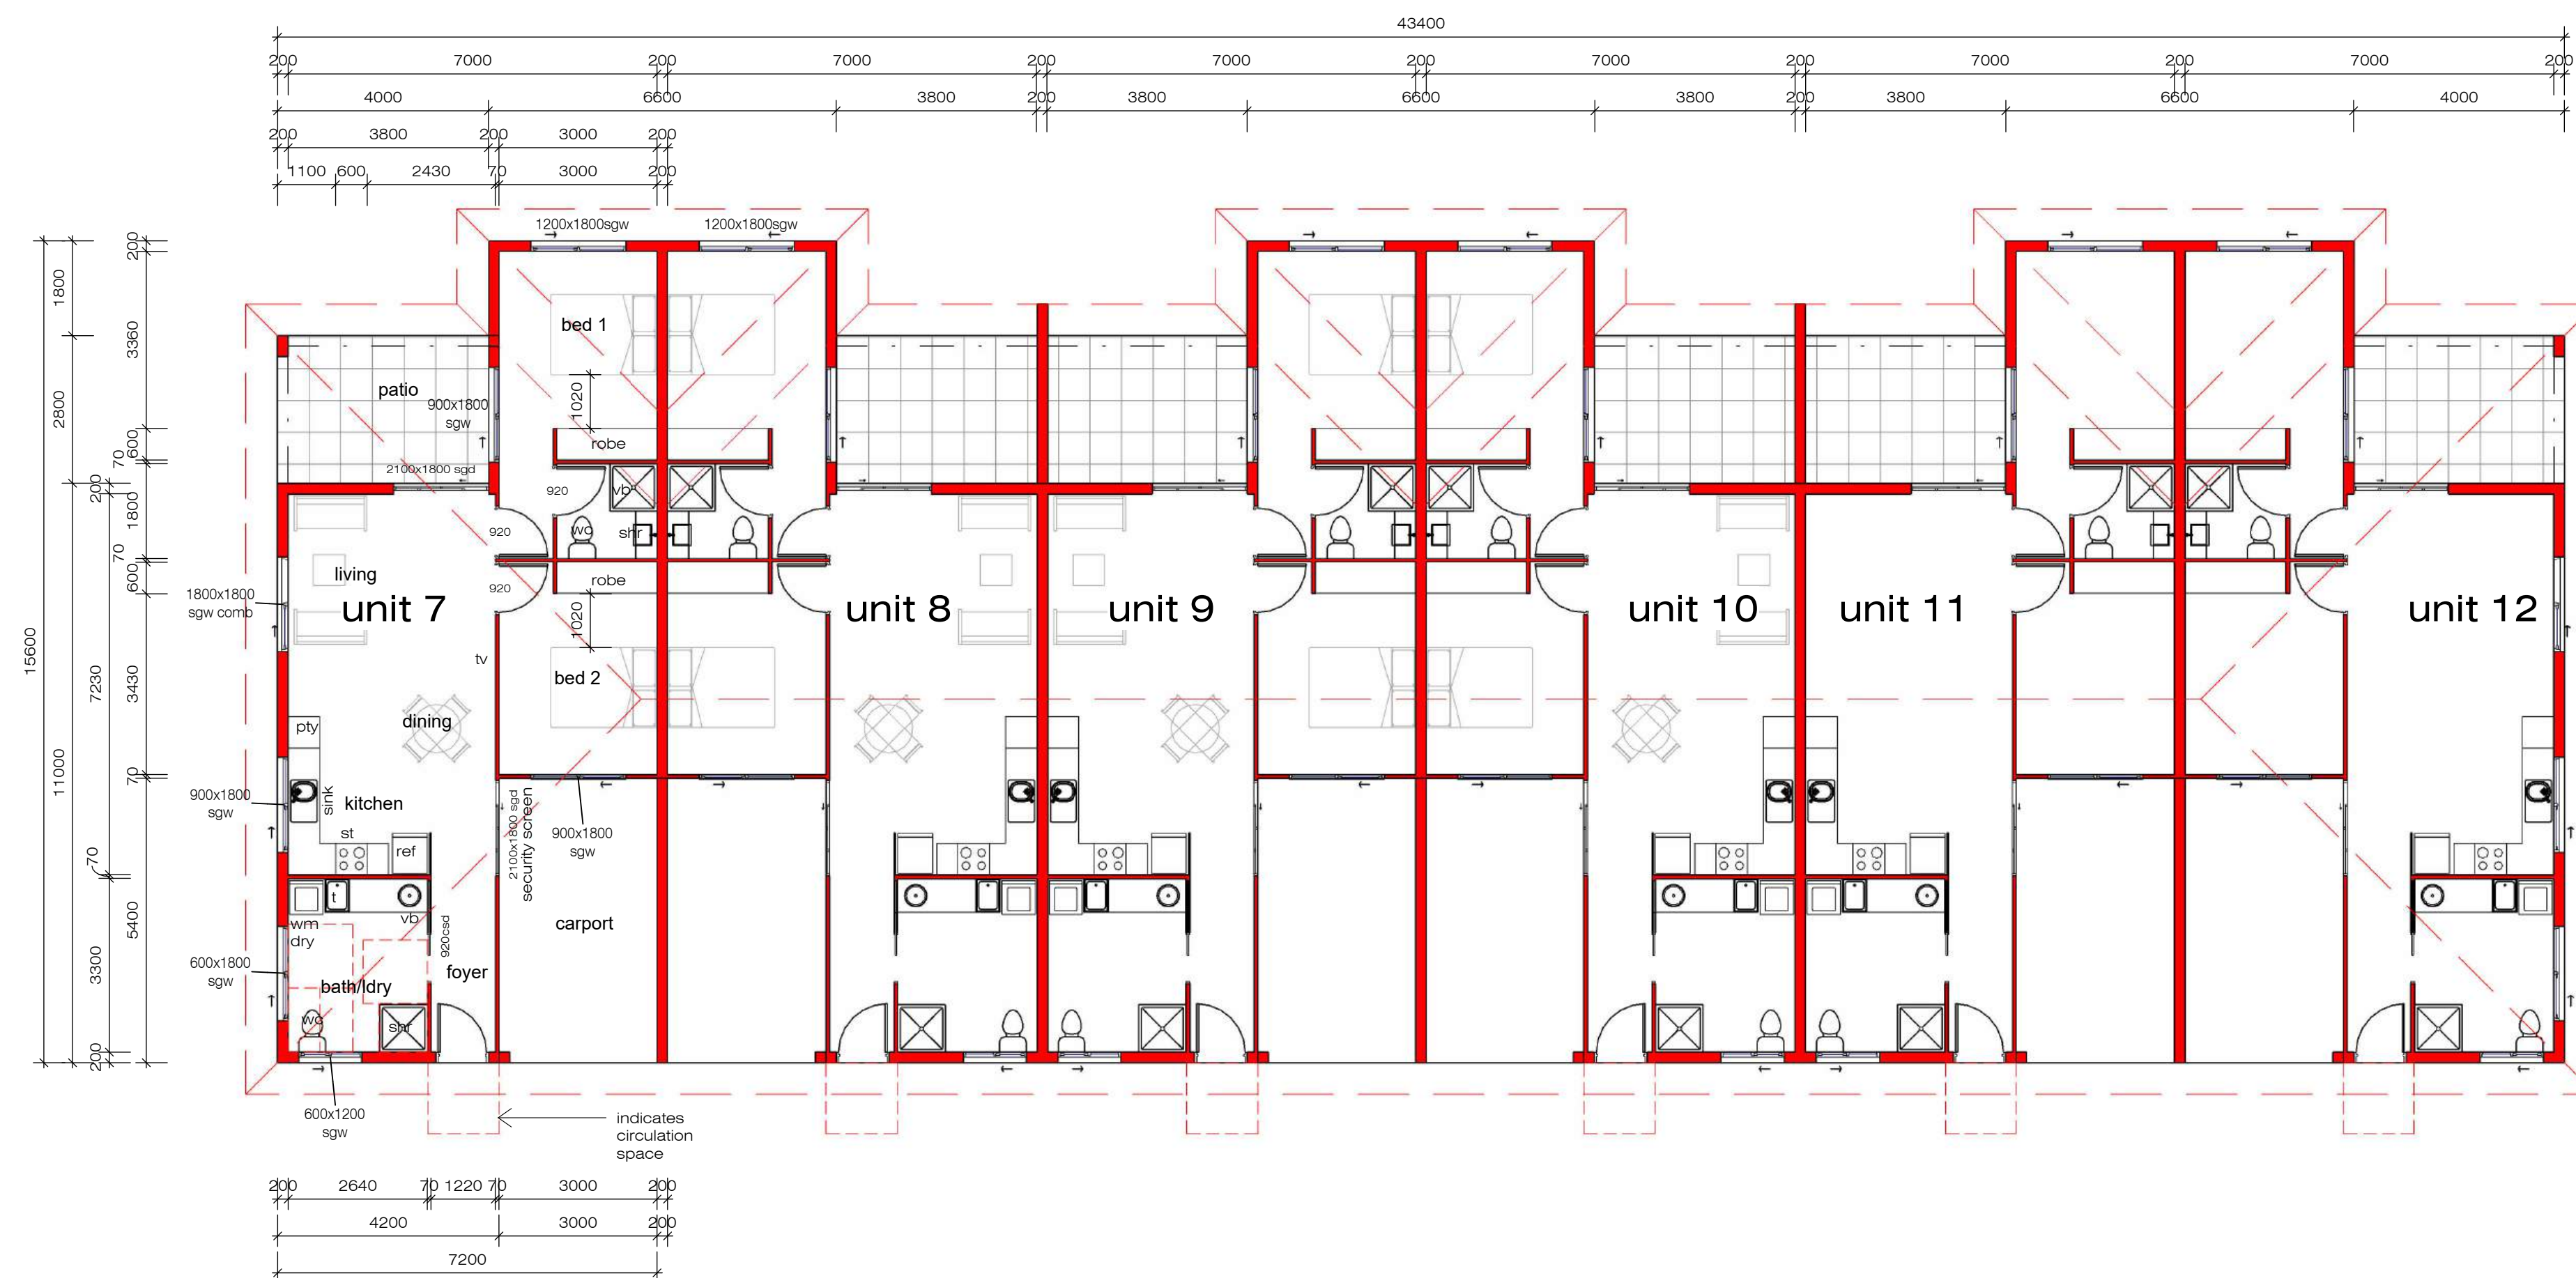 43400
200 7000 200 7000 200 7000 200 7000 200 7000 200 7000 200
4000 6600 3800 200 3800 6600 3800 200 3800 6600 4000
200 3800 200 3000 200
1100 600 2430 70 3000 200
1200x1800sgw 1200x1800sgw
200
1800
3360
bed 1
patio
900x1800
sgw
1020
2800
600
robe
70
2100x1800 sgd
200
920
vb
1800
920
wc
shr
70
living
920
robe
600
1800x1800
sgw comb
unit 7
unit 8
unit 9
unit 10
unit 11
unit 12
1020
15600
tv
bed 2
7230
3430
dining
pty
11000
70
900x1800
sgw
sink
kitchen
2100x1800 sgd
security screen
st
900x1800
sgw
ref
70
t
vb
wm
dry
920csd
carport
5400
600x1800
sgw
3300
bath/ldry
foyer
wc
shr
200
600x1200
sgw
indicates
circulation
space
200 2640 70 1220 70 3000 200
4200 3000 200
7200